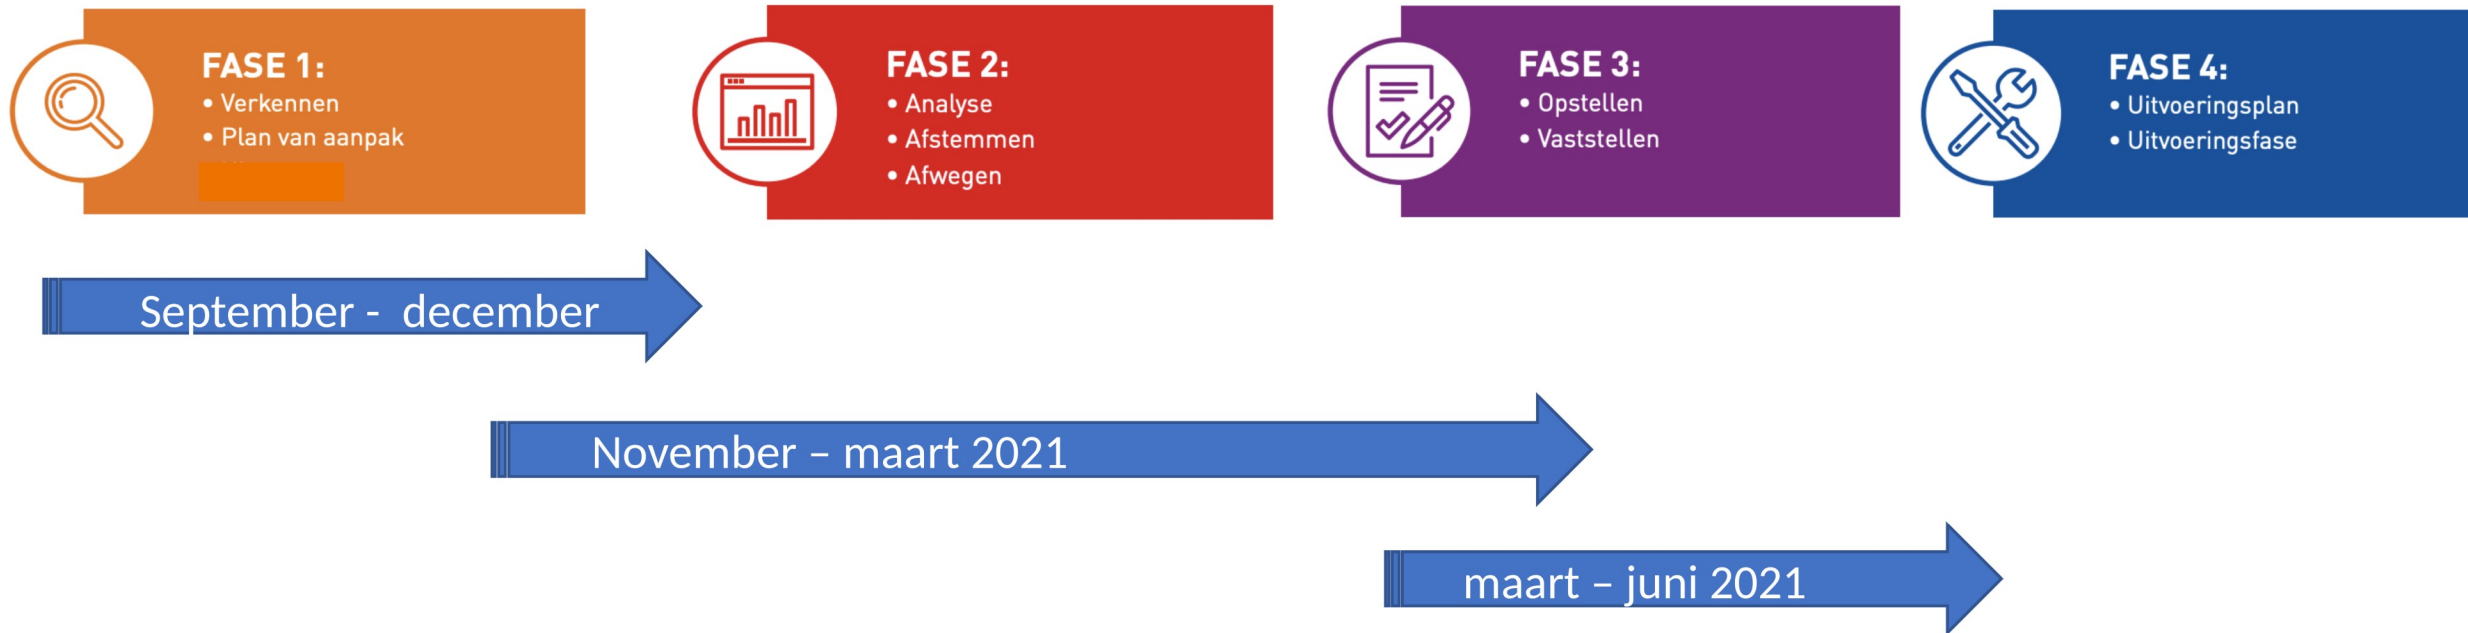 FASE 1:
• Verkennen
• Plan van aanpak
FASE 2:
• Analyse
• Afstemmen
• Afwegen
FASE 3:
• Opstellen
• Vaststellen
FASE 4:
• Uitvoeringsplan
• Uitvoeringsfase
September - december
November – maart 2021
maart – juni 2021